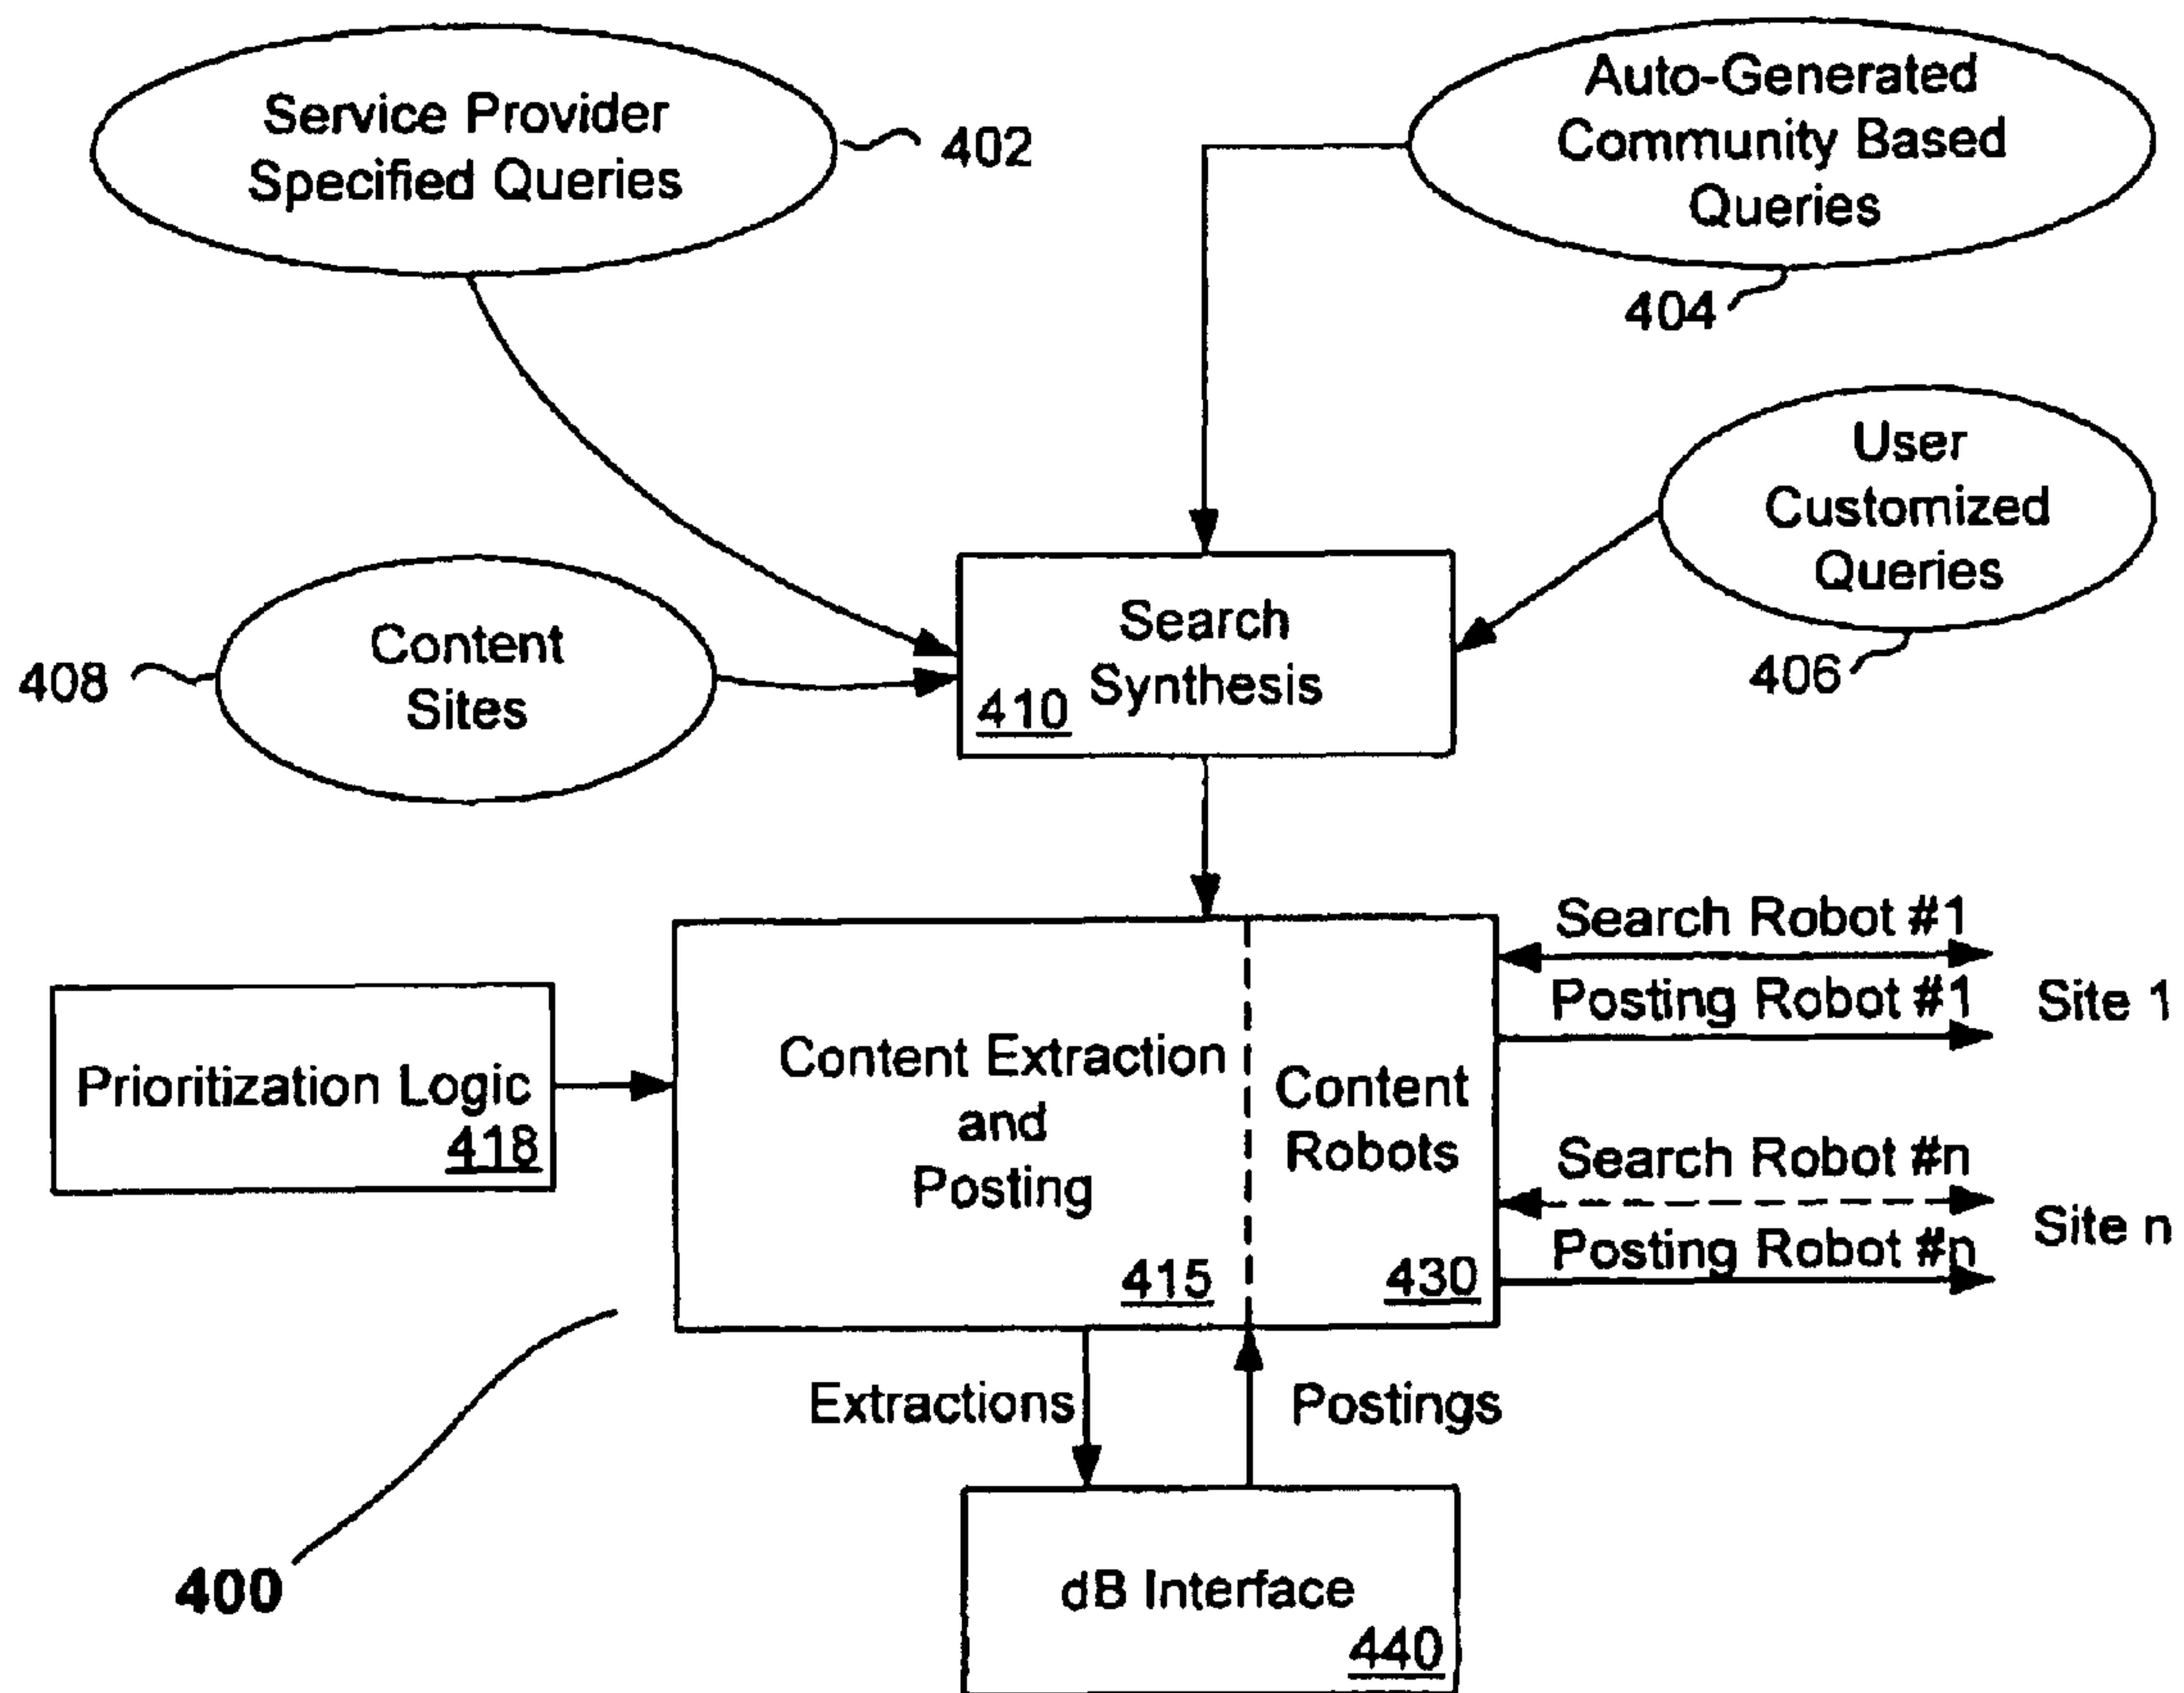 Service Provider
Specified Queries
402
Auto-Generated
Community Based
Queries
404
User
Customized
Queries
406
Content
Sites
408
Search
Synthesis
410
Prioritization Logic
418
Content Extraction
and
Posting
415
Content
Robots
430
Search Robot #1
Posting Robot #1
Site 1
Search Robot #n
Posting Robot #n
Site n
Extractions
Postings
dB Interface
440
400